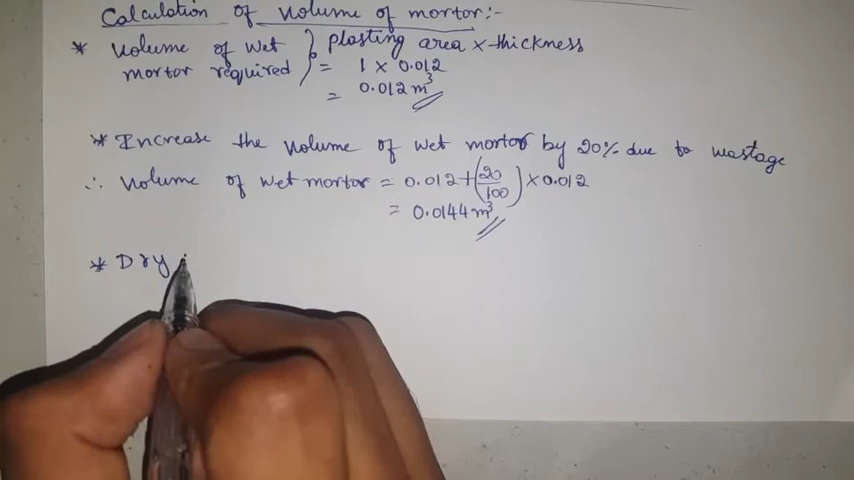 Calculation of volume of mortor:-
* Volume of wet mortor required } = plasting area x thickness
= 1 x 0.012
= 0.012 m³
* Increase the volume of wet mortor by 20% due to wastage
∴ Volume of wet mortor = 0.012 + (20/100) x 0.012
= 0.0144 m³
* Dry